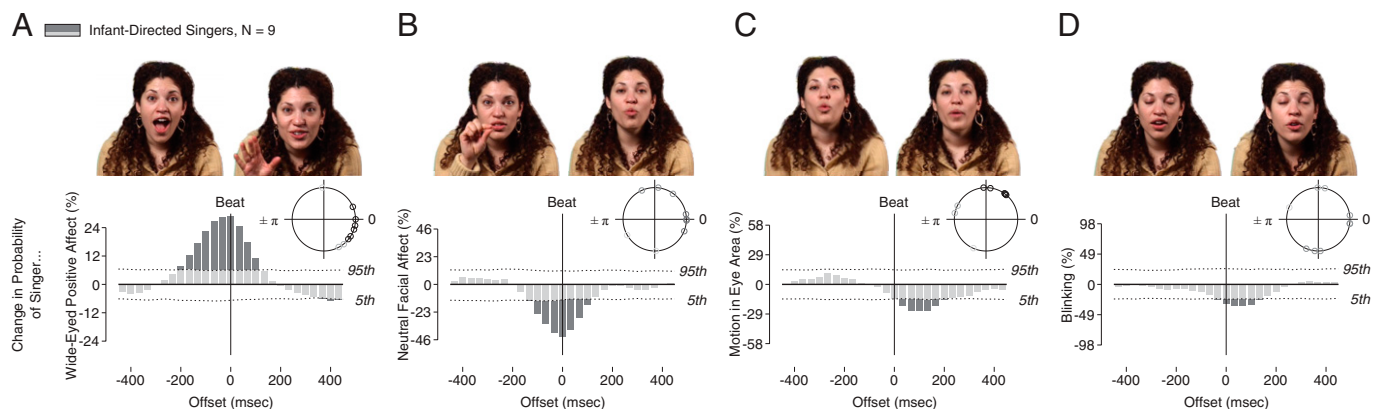 A
Infant-Directed Singers, N = 9
B
C
D
Change in Probability
of Singer...
Wide-Eyed Positive Affect (%)
24
12
0
-12
-24
Beat
± π
0
95th
5th
-400
-200
0
200
400
Offset (msec)
Neutral Facial Affect (%)
46
23
0
-23
-46
Beat
± π
0
95th
5th
-400
-200
0
200
400
Offset (msec)
Motion in Eye Area (%)
58
29
0
-29
-58
Beat
± π
0
95th
5th
-400
-200
0
200
400
Offset (msec)
Blinking (%)
98
49
0
-49
-98
Beat
± π
0
95th
5th
-400
-200
0
200
400
Offset (msec)